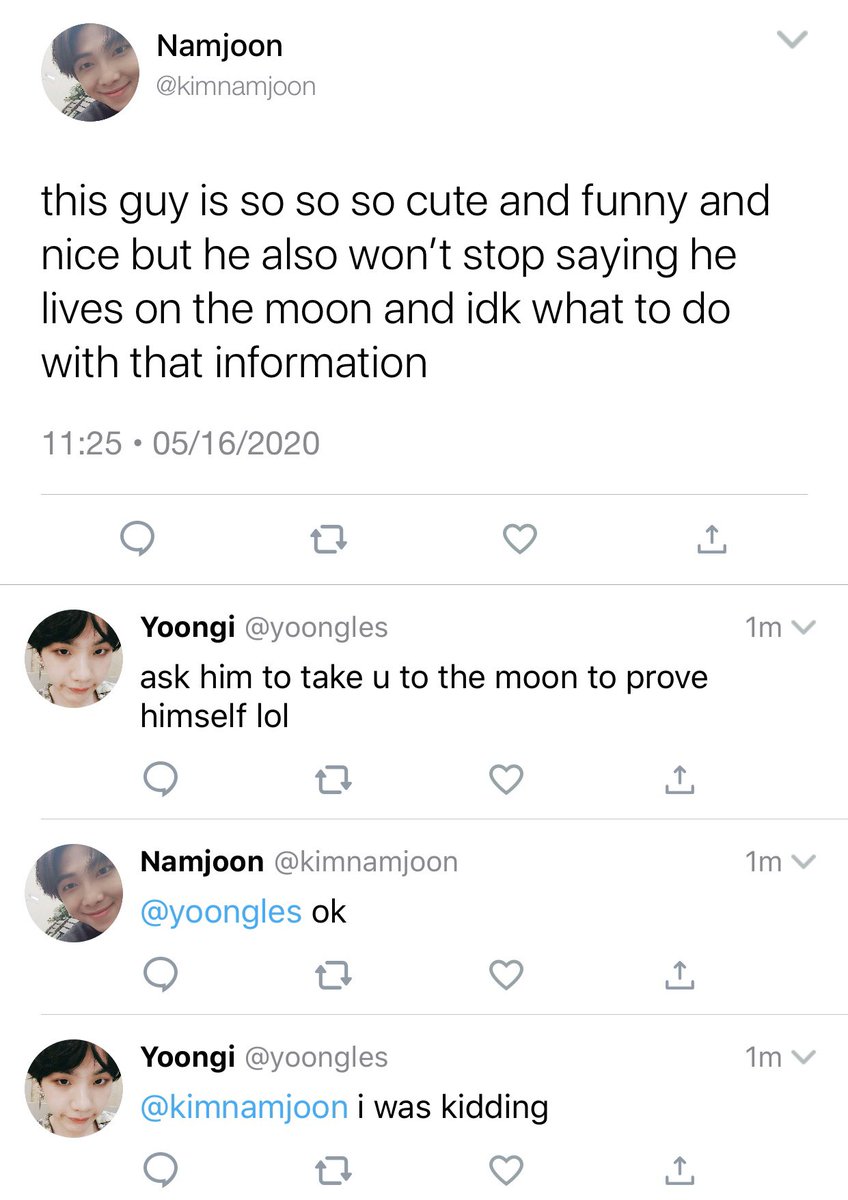 Namjoon
@kimnamjoon
this guy is so so so cute and funny and
nice but he also won’t stop saying he
lives on the moon and idk what to do
with that information
11:25 • 05/16/2020
Yoongi @yoongles 1m
ask him to take u to the moon to prove
himself lol
Namjoon @kimnamjoon 1m
@yoongles ok
Yoongi @yoongles 1m
@kimnamjoon i was kidding